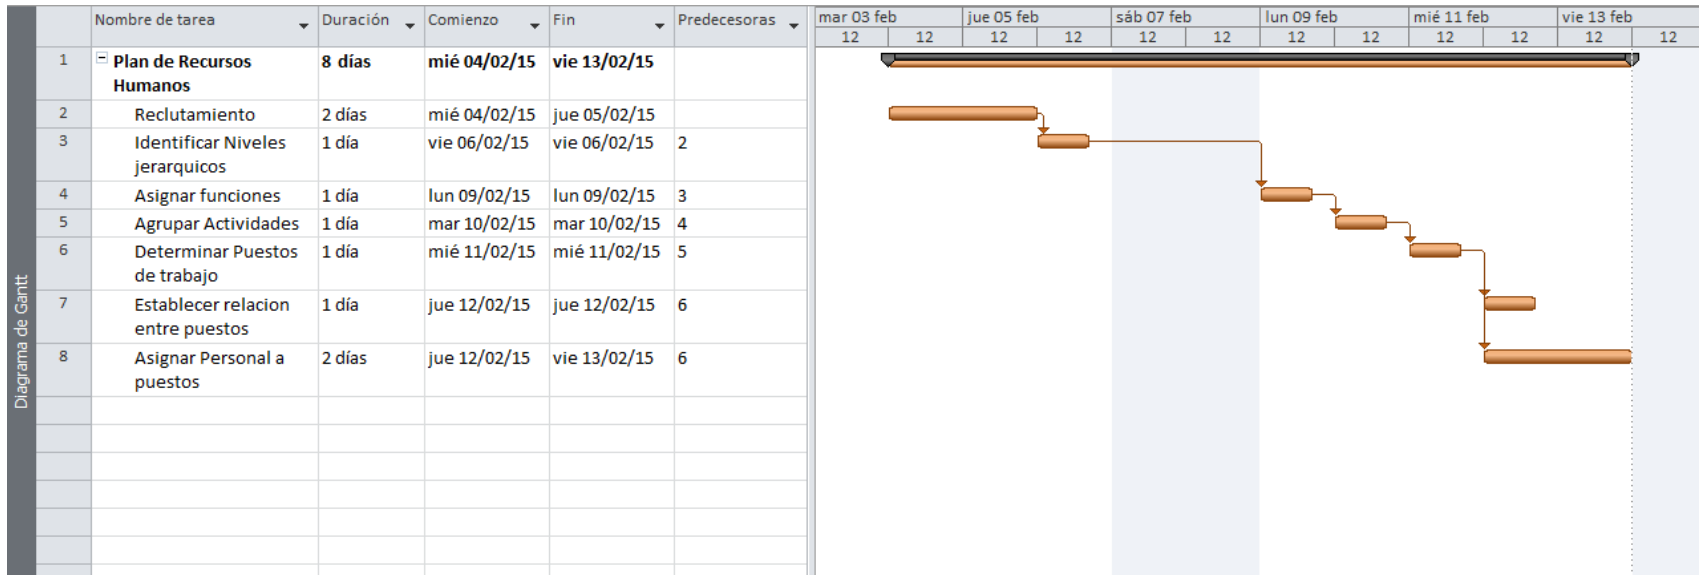 Nombre de tarea Duración Comienzo Fin Predecesoras mar 03 feb jue 05 feb sáb 07 feb lun 09 feb mié 11 feb vie 13 feb
12 12 12 12 12 12 12 12 12 12 12 12
1 Plan de Recursos 8 días mié 04/02/15 vie 13/02/15
Humanos
2 Reclutamiento 2 días mié 04/02/15 jue 05/02/15
3 Identificar Niveles 1 día vie 06/02/15 vie 06/02/15 2
jerarquicos
4 Asignar funciones 1 día lun 09/02/15 lun 09/02/15 3
5 Agrupar Actividades 1 día mar 10/02/15 mar 10/02/15 4
6 Determinar Puestos 1 día mié 11/02/15 mié 11/02/15 5
de trabajo
7 Establecer relacion 1 día jue 12/02/15 jue 12/02/15 6
entre puestos
8 Asignar Personal a 2 días jue 12/02/15 vie 13/02/15 6
puestos
Diagrama de Gantt